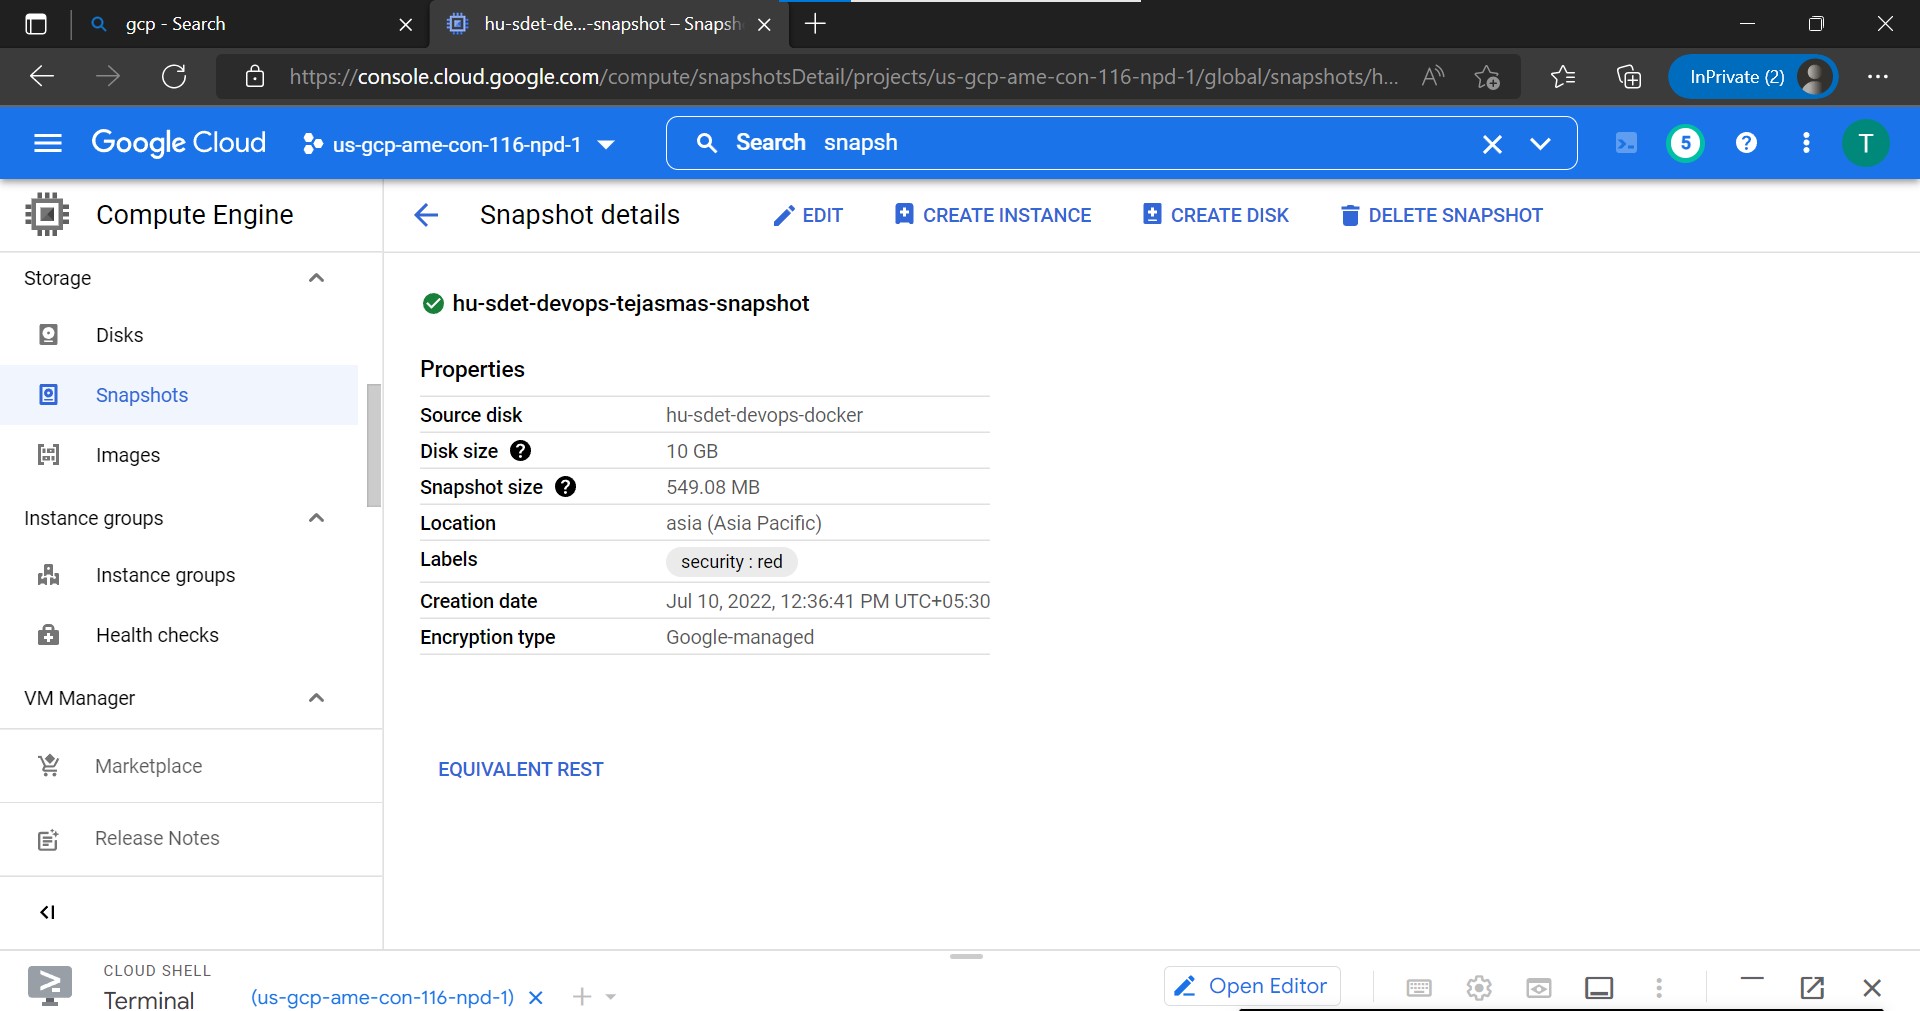 gcp - Search
hu-sdet-de...-snapshot – Snapsh
https://console.cloud.google.com/compute/snapshotsDetail/projects/us-gcp-ame-con-116-npd-1/global/snapshots/h...
InPrivate (2)
Google Cloud
us-gcp-ame-con-116-npd-1
Search snapsh
5
T
Compute Engine
Snapshot details
EDIT
CREATE INSTANCE
CREATE DISK
DELETE SNAPSHOT
Storage
Disks
Snapshots
Images
Instance groups
Instance groups
Health checks
VM Manager
Marketplace
Release Notes
hu-sdet-devops-tejasmas-snapshot
Properties
Source disk hu-sdet-devops-docker
Disk size 10 GB
Snapshot size 549.08 MB
Location asia (Asia Pacific)
Labels security : red
Creation date Jul 10, 2022, 12:36:41 PM UTC+05:30
Encryption type Google-managed
EQUIVALENT REST
CLOUD SHELL
Terminal
(us-gcp-ame-con-116-npd-1)
Open Editor